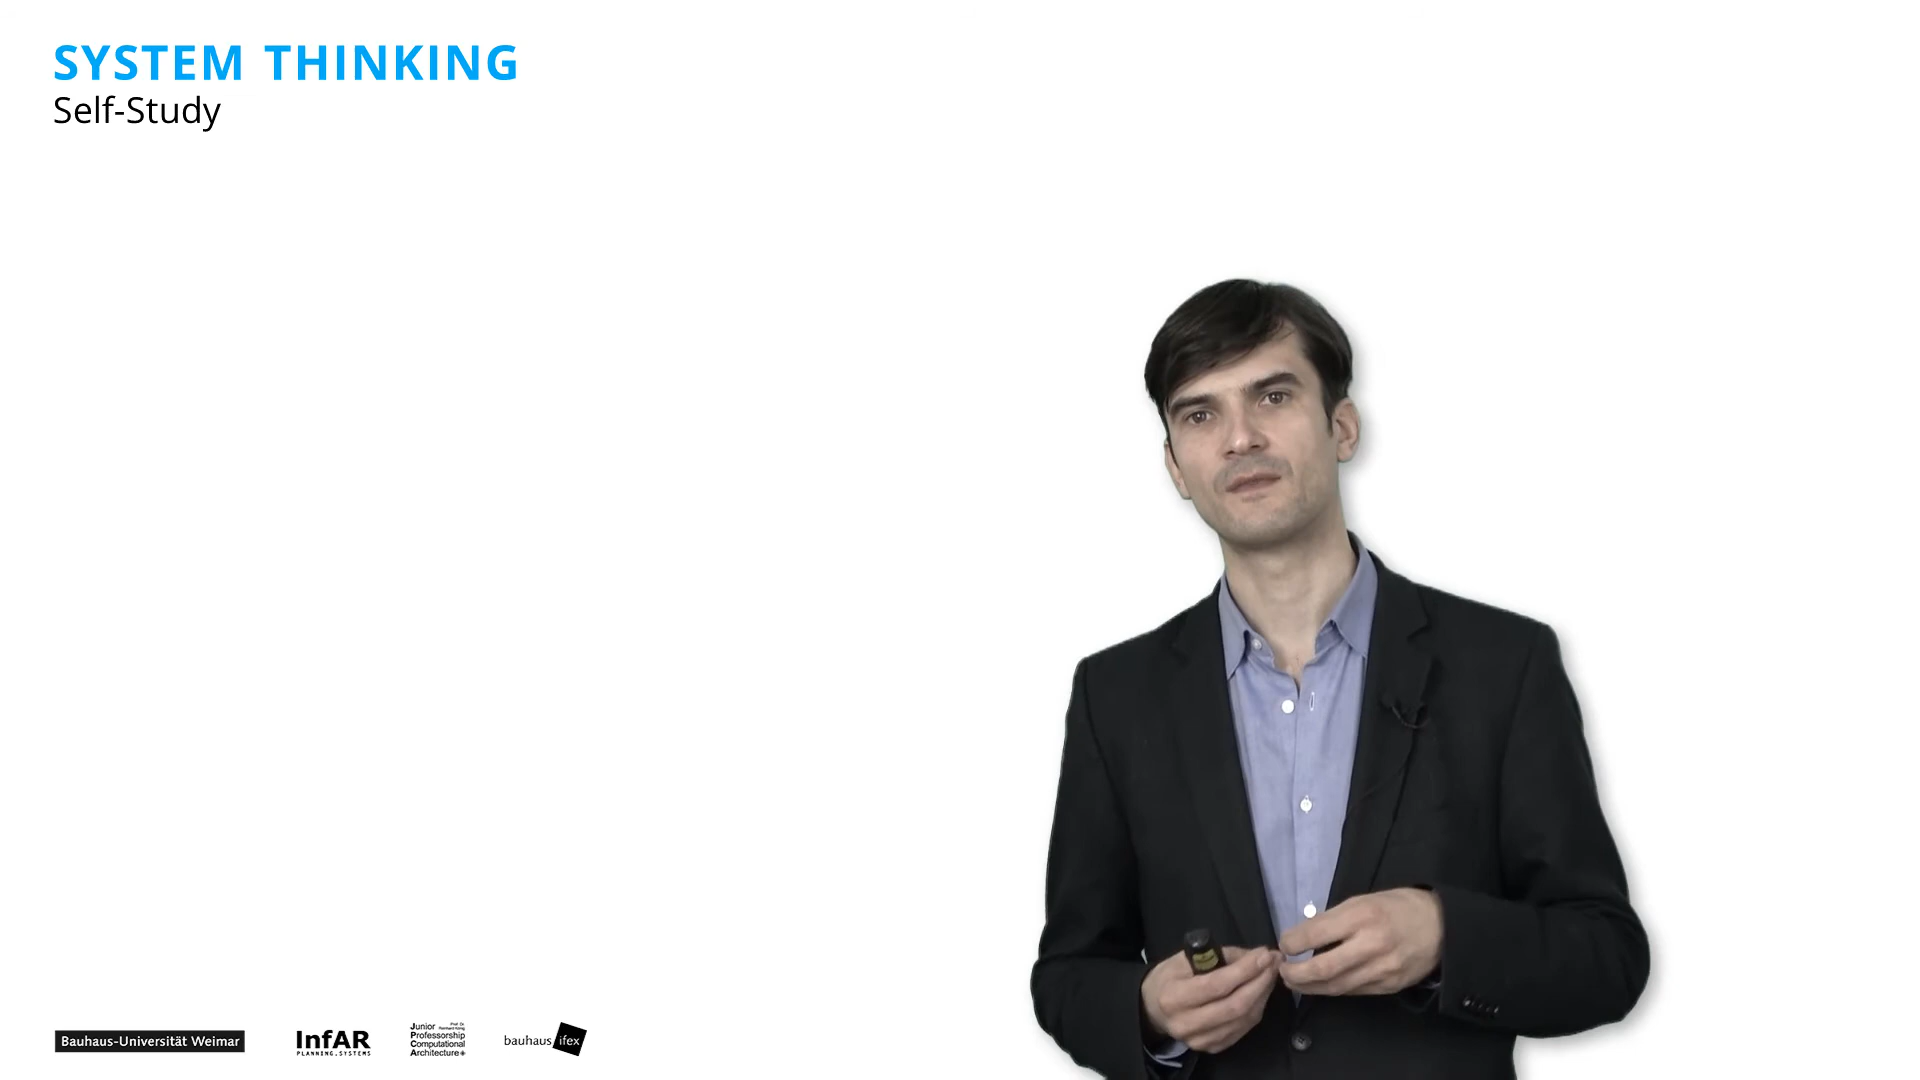 SYSTEM THINKING
Self-Study
Bauhaus-Universität Weimar
InfAR
PLANNING.SYSTEMS
Junior
Professorship
Computational
Architecture+
bauhaus ifex